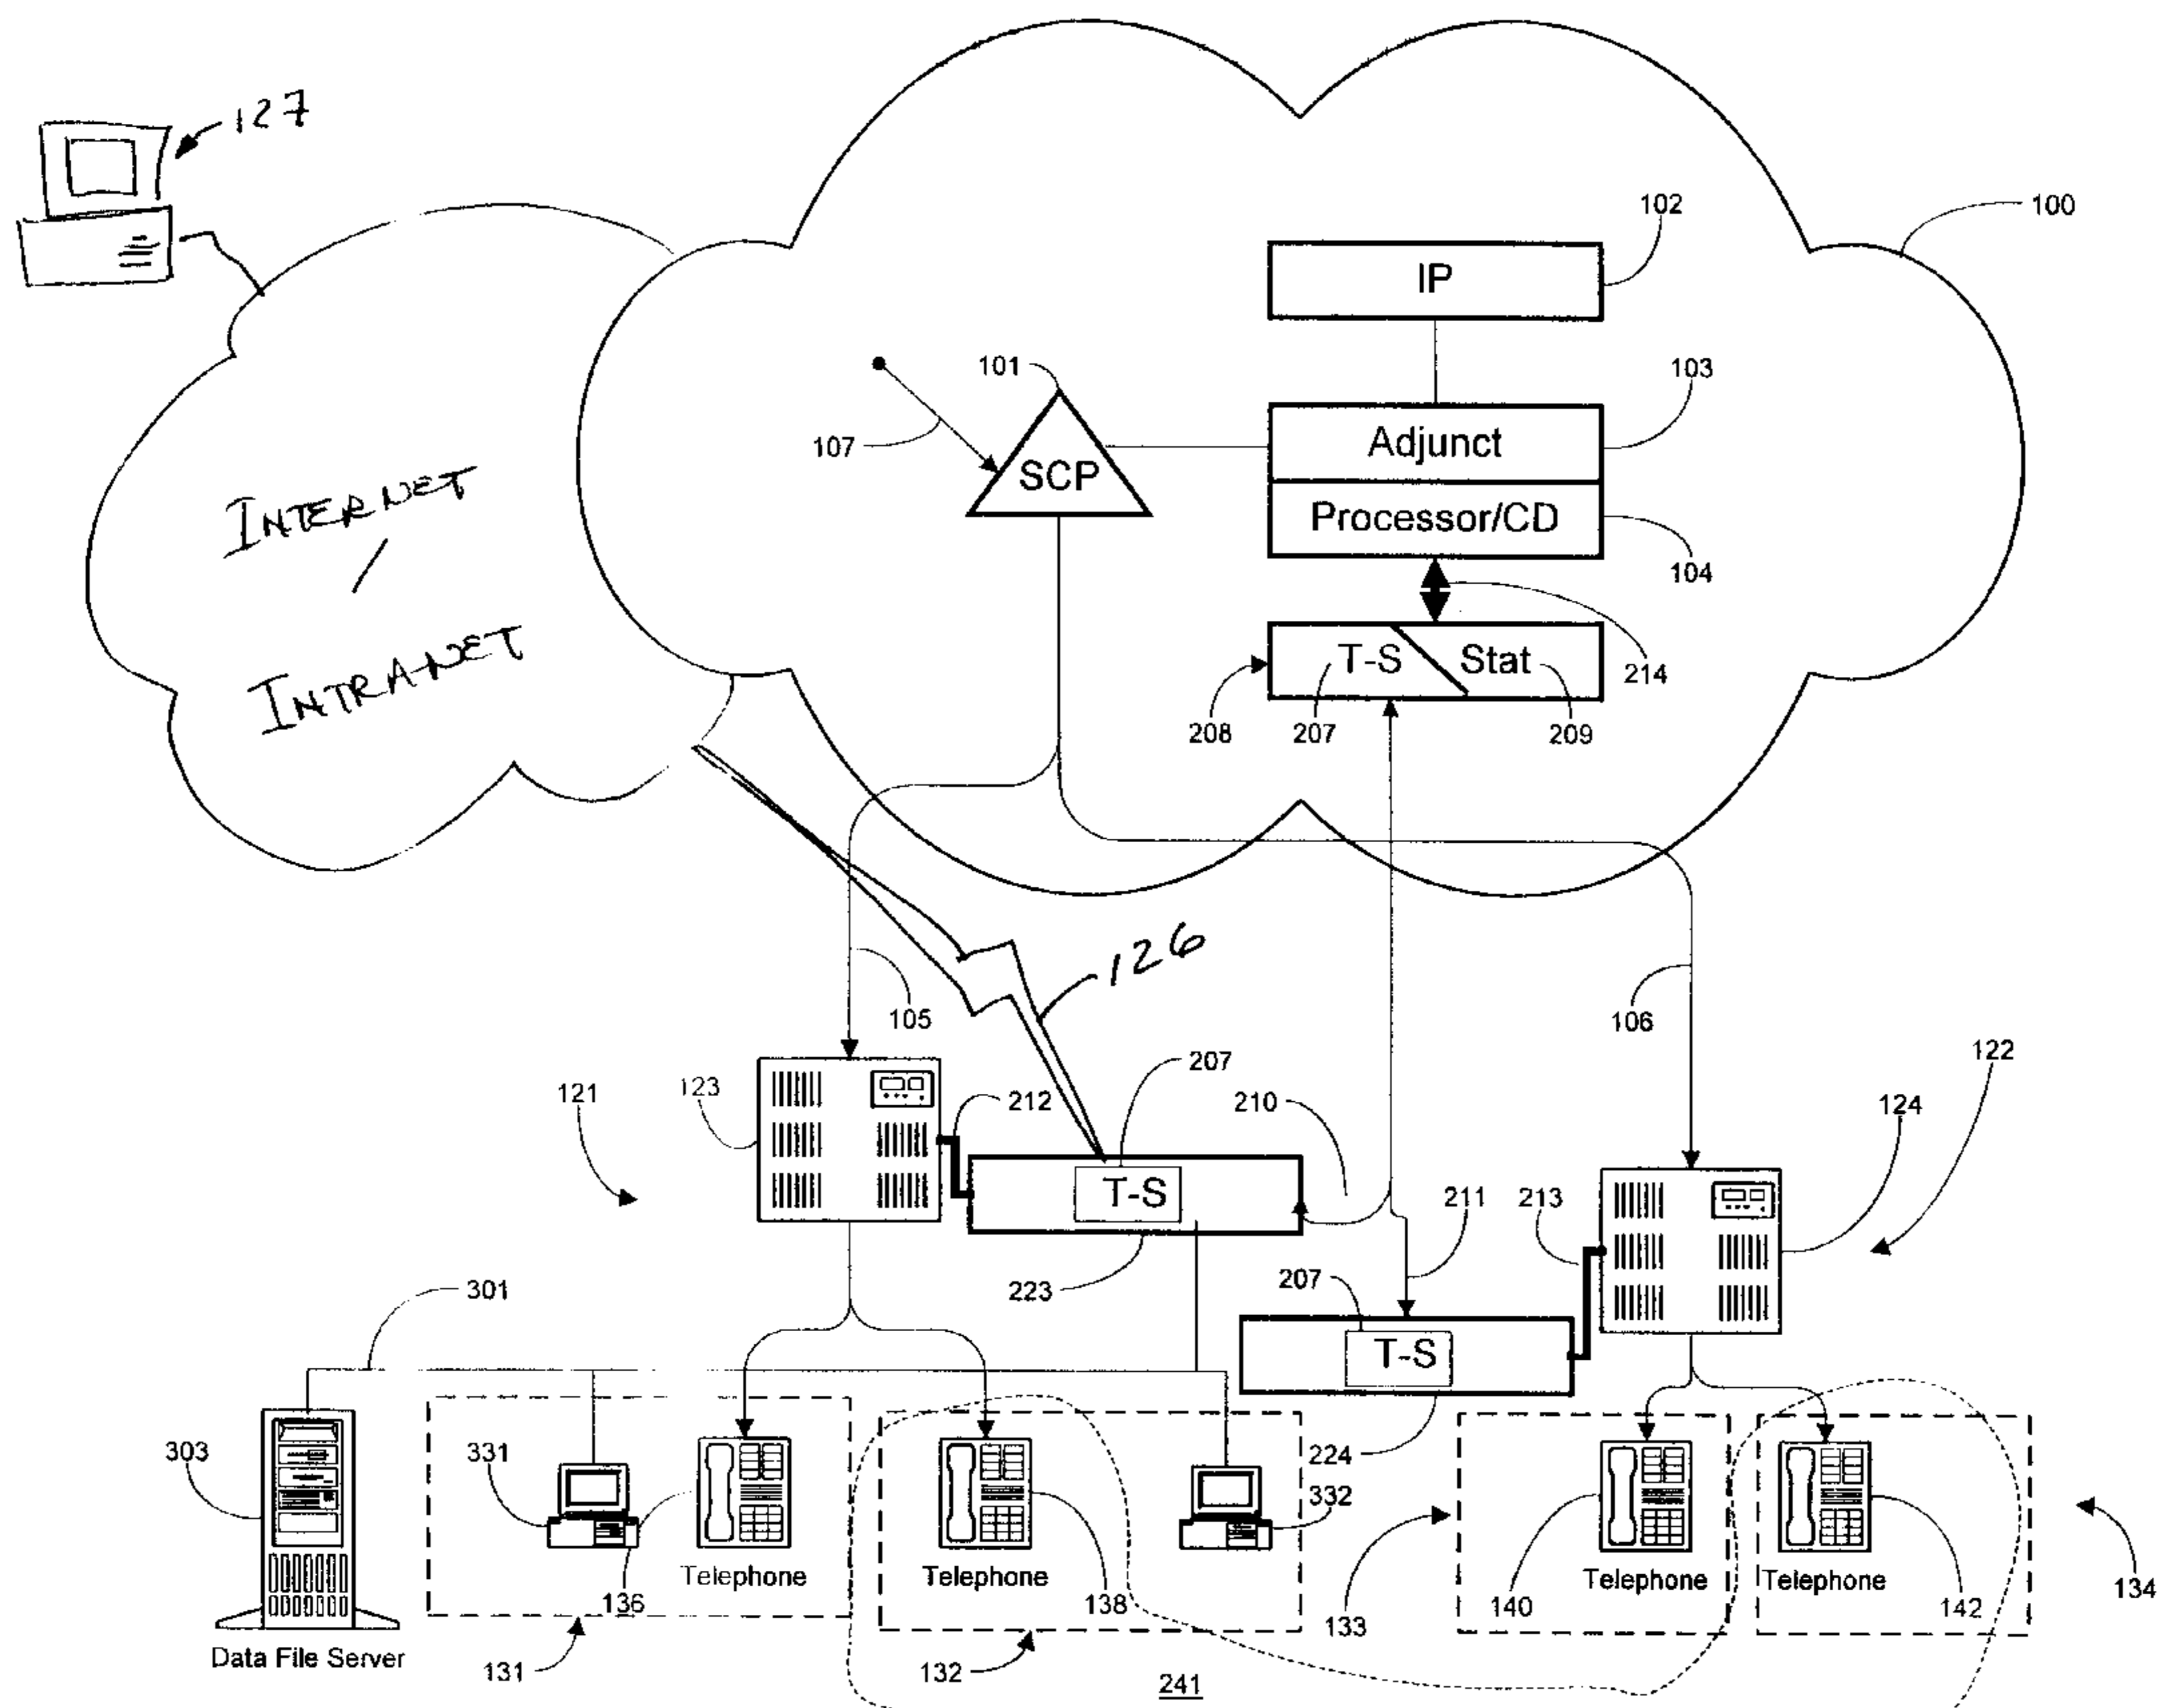 127
100
102
IP
101
103
107
Adjunct
SCP
INTERNET
/
INTRANET
Processor/CD
104
T-S
Stat
214
208
207
209
126
105
106
207
122
121
123
212
210
124
T-S
211
213
223
207
301
T-S
303
331
224
332
133
Telephone
Telephone
Telephone
Telephone
136
138
140
142
134
Data File Server
131
132
241